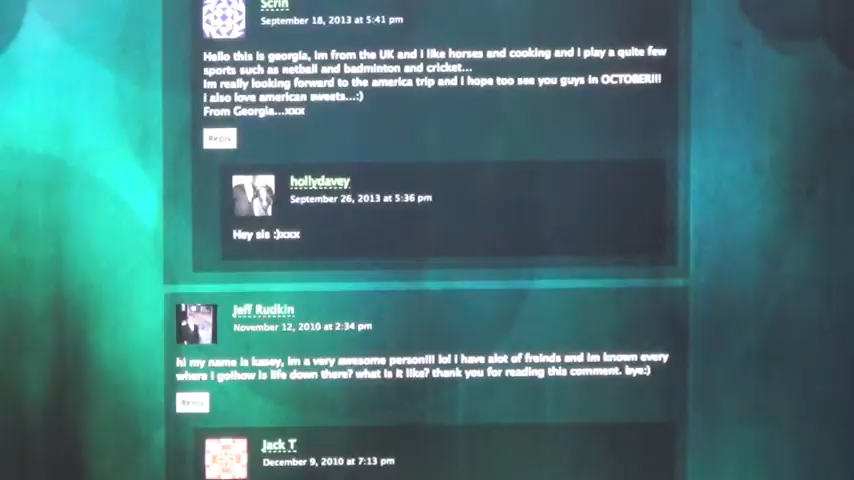 Scrin
September 18, 2013 at 5:41 pm
Hello this is georgia, im from the UK and i like horses and cooking and i play a quite few
sports such as netball and badminton and cricket...
Im really looking forward to the america trip and i hope too see you guys in OCTOBER!!!
i also love american sweets...:)
From Georgia...xxx
Reply
hollydavey
September 26, 2013 at 5:36 pm
Hey sis :)xxx
Jeff Rudkin
November 12, 2010 at 2:34 pm
hi my name is kasey, im a very awesome person!!! lol i have alot of freinds and im known every
where i go!how is life down there? what is it like? thank you for reading this comment. bye:)
Reply
Jack T
December 9, 2010 at 7:13 pm